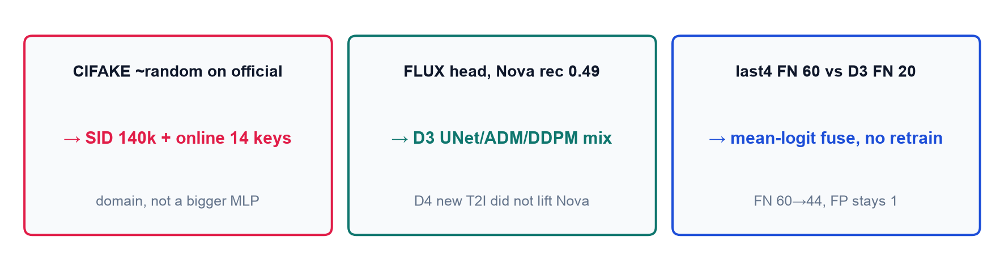 CIFAKE ~random on official
→ SID 140k + online 14 keys
domain, not a bigger MLP
FLUX head, Nova rec 0.49
→ D3 UNet/ADM/DDPM mix
D4 new T2I did not lift Nova
last4 FN 60 vs D3 FN 20
→ mean-logit fuse, no retrain
FN 60→44, FP stays 1